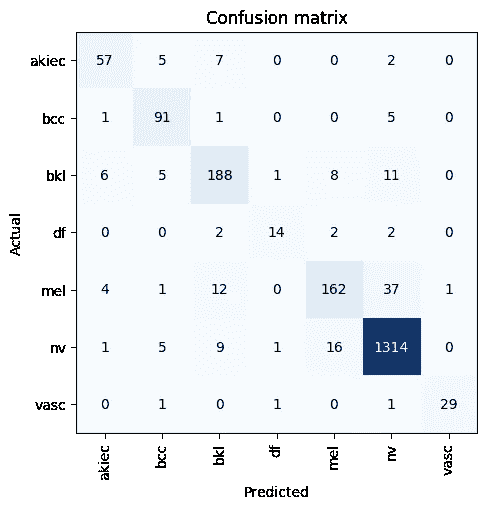 Confusion matrix
Actual
akiec 57 5 7 0 0 2 0
bcc 1 91 1 0 0 5 0
bkl 6 5 188 1 8 11 0
df 0 0 2 14 2 2 0
mel 4 1 12 0 162 37 1
nv 1 5 9 1 16 1314 0
vasc 0 1 0 1 0 1 29
akiec bcc bkl df mel nv vasc
Predicted